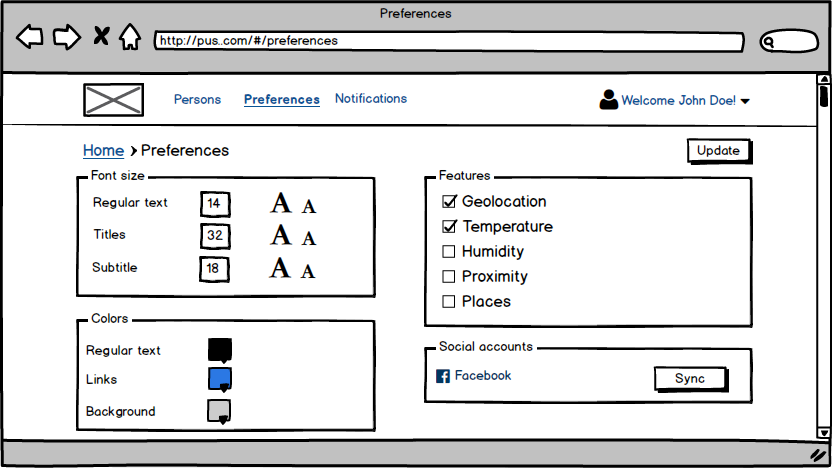 Preferences
http://pus..com/#/preferences
Persons Preferences Notifications Welcome John Doe!
Home Preferences
Update
Font size
Regular text 14 A A
Titles 32 A A
Subtitle 18 A A
Colors
Regular text
Links
Background
Features
Geolocation
Temperature
Humidity
Proximity
Places
Social accounts
Facebook Sync